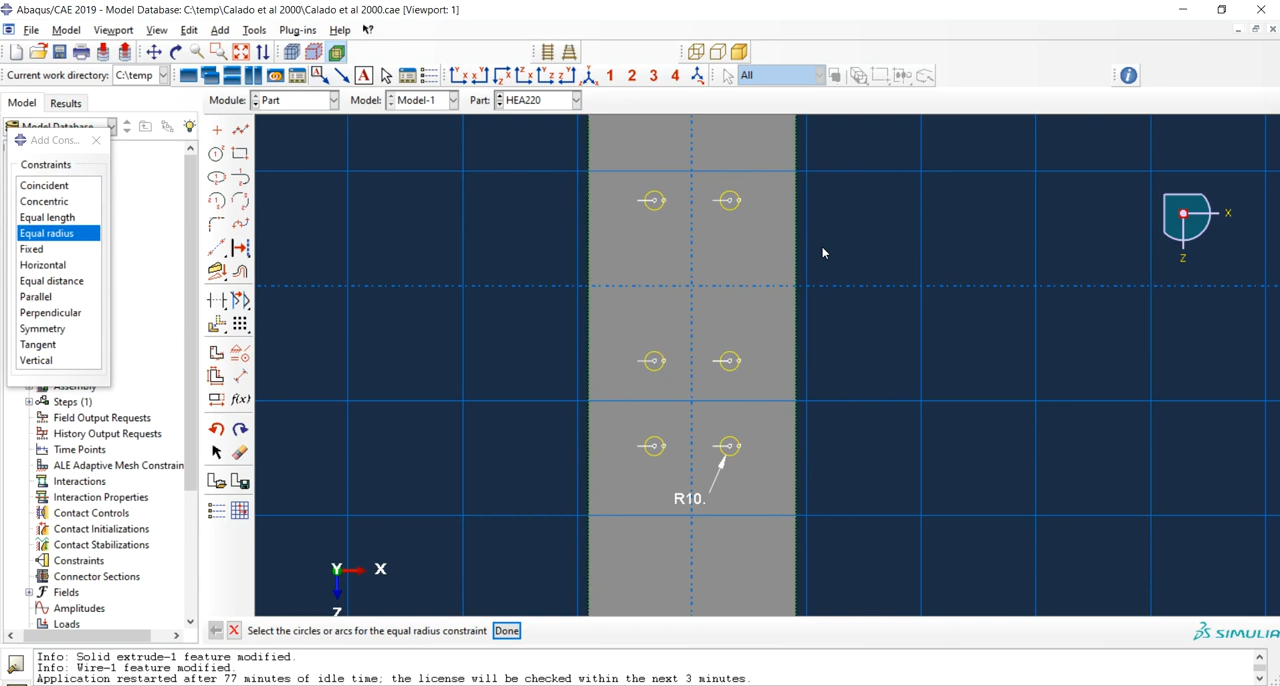 Abaqus/CAE 2019 - Model Database: C:\temp\Calado et al 2000\Calado et al 2000.cae [Viewport: 1]
File Model Viewport View Edit Add Tools Plug-ins Help
Current work directory: C:\temp
1 2 3 4
All
Model Results
Module: Part Model: Model-1 Part: HEA220
Model Database
Add Cons...
Constraints
Coincident
Concentric
Equal length
Equal radius
Fixed
Horizontal
Equal distance
Parallel
Perpendicular
Symmetry
Tangent
Vertical
Assembly
Steps (1)
Field Output Requests
History Output Requests
Time Points
ALE Adaptive Mesh Constrain
Interactions
Interaction Properties
Contact Controls
Contact Initializations
Contact Stabilizations
Constraints
Connector Sections
Fields
Amplitudes
Loads
f(x)
X
Z
R10.
Y X
Z
Select the circles or arcs for the equal radius constraint Done
SIMULIA
Info: Solid extrude-1 feature modified.
Info: Wire-1 feature modified.
Application restarted after 77 minutes of idle time; the license will be checked within the next 3 minutes.